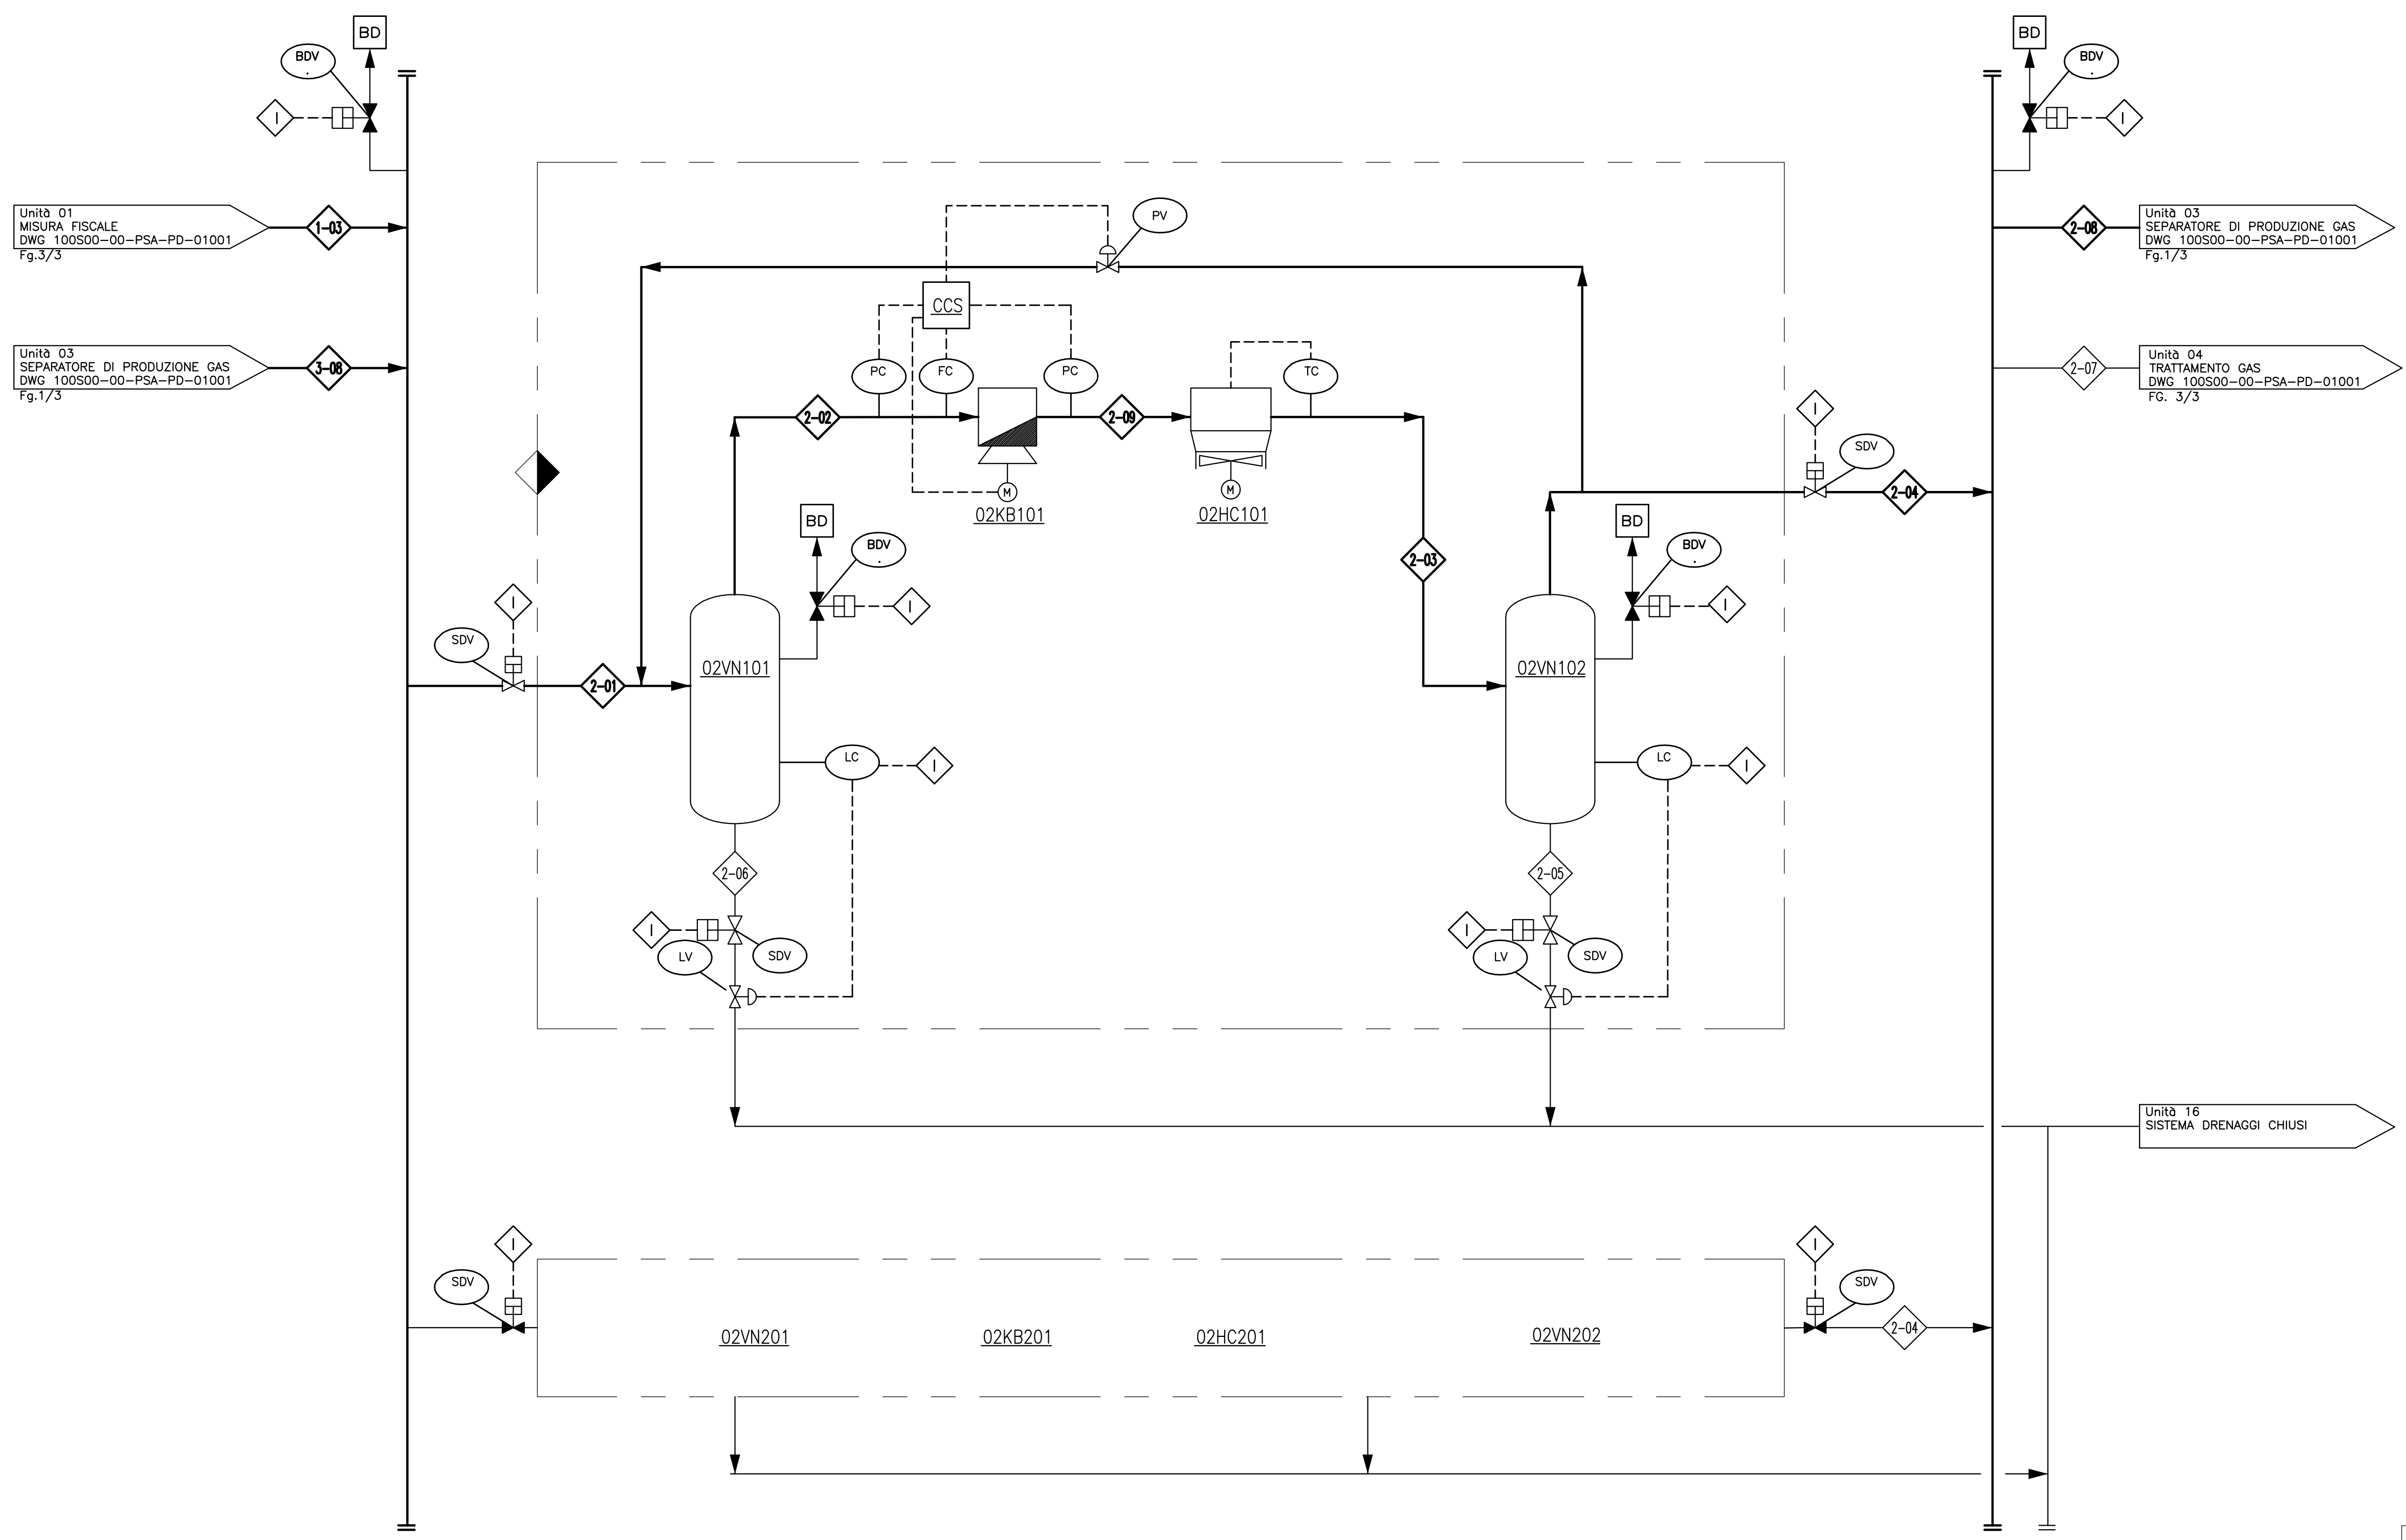 BD
BDV
.
I
BD
BDV
.
I
Unità 01
MISURA FISCALE
DWG 100S00-00-PSA-PD-01001
Fg.3/3
1-03
PV
2-08
Unità 03
SEPARATORE DI PRODUZIONE GAS
DWG 100S00-00-PSA-PD-01001
Fg.1/3
CCS
Unità 03
SEPARATORE DI PRODUZIONE GAS
DWG 100S00-00-PSA-PD-01001
Fg.1/3
3-08
PC
FC
PC
TC
2-07
Unità 04
TRATTAMENTO GAS
DWG 100S00-00-PSA-PD-01001
FG. 3/3
2-02
2-09
I
SDV
M
M
2-04
02KB101
02HC101
BD
BDV
.
I
BD
BDV
.
I
2-03
I
SDV
2-01
02VN101
02VN102
LC
I
LC
I
2-06
2-05
I
LV
SDV
I
LV
SDV
Unità 16
SISTEMA DRENAGGI CHIUSI
I
SDV
I
SDV
02VN201
02KB201
02HC201
02VN202
2-04